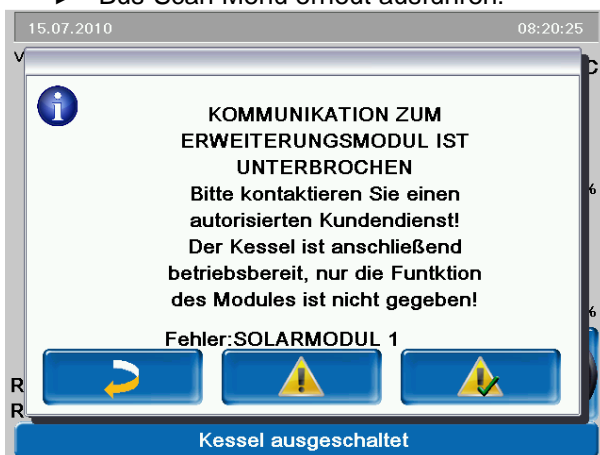 Bus Scan Menü erneut ausführen.
15.07.2010 08:20:25
V
C
KOMMUNIKATION ZUM
ERWEITERUNGSMODUL IST
UNTERBROCHEN
Bitte kontaktieren Sie einen
autorisierten Kundendienst!
Der Kessel ist anschließend
betriebsbereit, nur die Funtktion
des Modules ist nicht gegeben!
%
%
Fehler:SOLARMODUL 1
R
R
Kessel ausgeschaltet